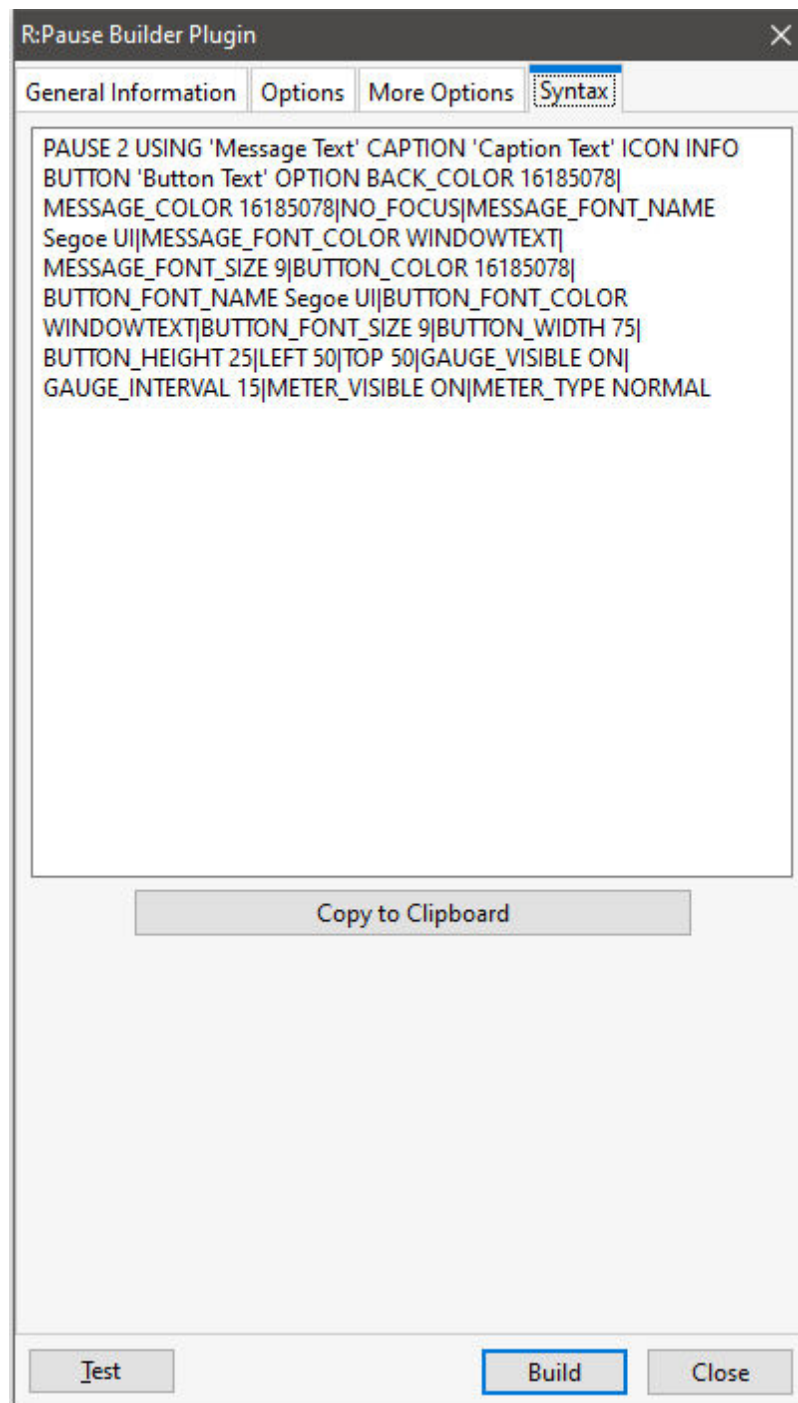 R:Pause Builder Plugin
General Information Options More Options Syntax
PAUSE 2 USING 'Message Text' CAPTION 'Caption Text' ICON INFO
BUTTON 'Button Text' OPTION BACK_COLOR 16185078|
MESSAGE_COLOR 16185078|NO_FOCUS|MESSAGE_FONT_NAME
Segoe UI|MESSAGE_FONT_COLOR WINDOWTEXT|
MESSAGE_FONT_SIZE 9|BUTTON_COLOR 16185078|
BUTTON_FONT_NAME Segoe UI|BUTTON_FONT_COLOR
WINDOWTEXT|BUTTON_FONT_SIZE 9|BUTTON_WIDTH 75|
BUTTON_HEIGHT 25|LEFT 50|TOP 50|GAUGE_VISIBLE ON|
GAUGE_INTERVAL 15|METER_VISIBLE ON|METER_TYPE NORMAL
Copy to Clipboard
Test Build Close